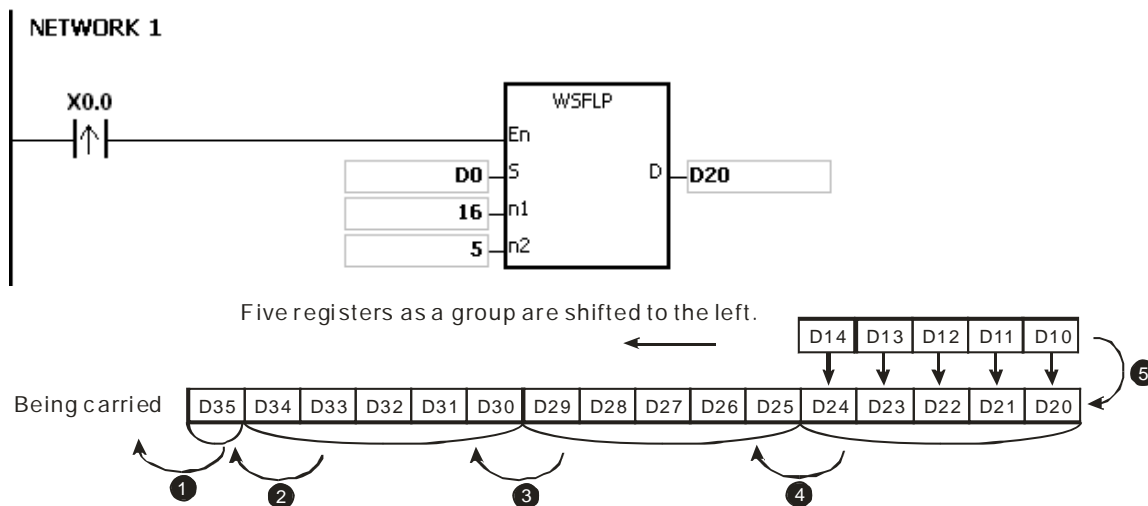 NETWORK 1
X0.0
WSFLP
En
D0 S D D20
16 n1
5 n2
Five registers as a group are shifted to the left.
D14 D13 D12 D11 D10
5
Being carried D35 D34 D33 D32 D31 D30 D29 D28 D27 D26 D25 D24 D23 D22 D21 D20
1 2 3 4